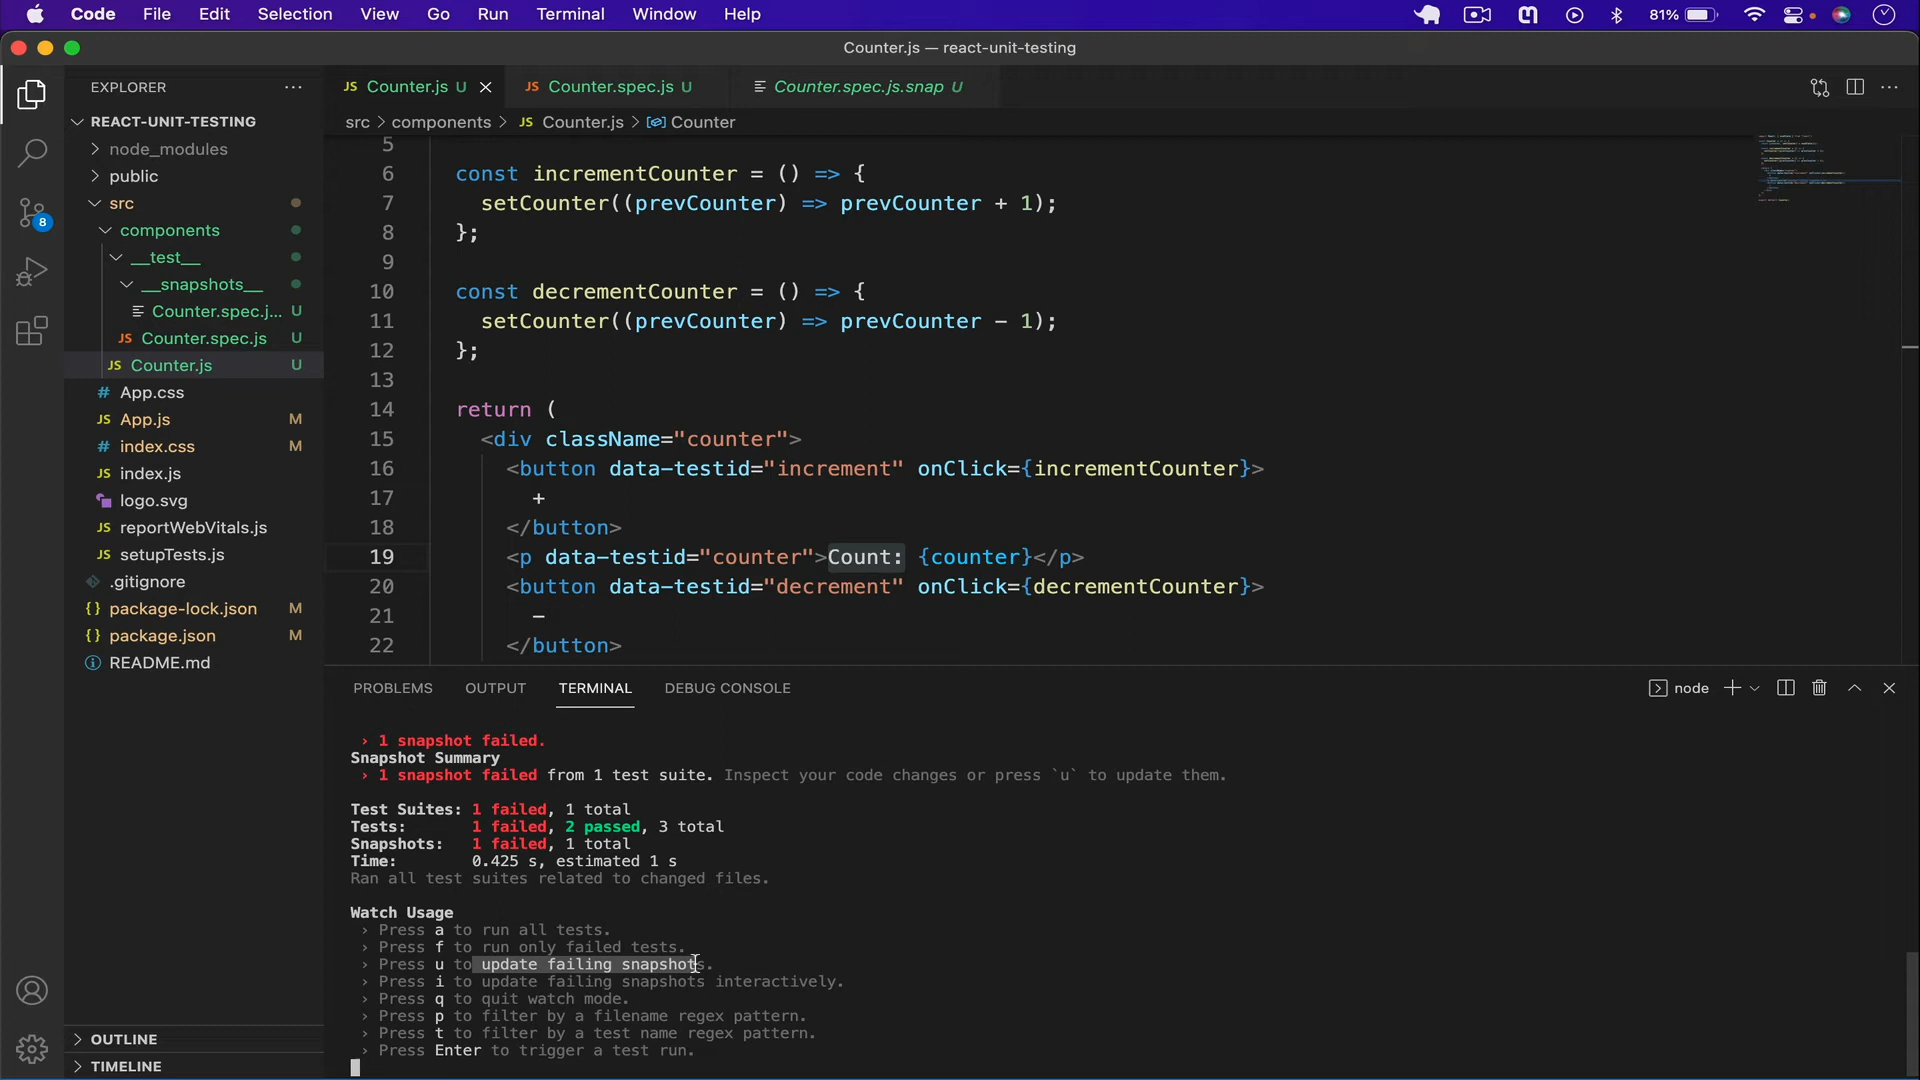 Code File Edit Selection View Go Run Terminal Window Help 81%
Counter.js — react-unit-testing
EXPLORER
JS Counter.js U
JS Counter.spec.js U
Counter.spec.js.snap U
REACT-UNIT-TESTING
src > components > JS Counter.js > Counter
node_modules
public
src
components
__test__
__snapshots__
Counter.spec.j... U
JS Counter.spec.js U
JS Counter.js U
# App.css
JS App.js M
# index.css M
JS index.js
logo.svg
JS reportWebVitals.js
JS setupTests.js
.gitignore
{} package-lock.json M
{} package.json M
README.md
OUTLINE
TIMELINE
8
5
6 const incrementCounter = () => {
7 setCounter((prevCounter) => prevCounter + 1);
8 };
9
10 const decrementCounter = () => {
11 setCounter((prevCounter) => prevCounter - 1);
12 };
13
14 return (
15 <div className="counter">
16 <button data-testid="increment" onClick={incrementCounter}>
17 +
18 </button>
19 <p data-testid="counter">Count: {counter}</p>
20 <button data-testid="decrement" onClick={decrementCounter}>
21 −
22 </button>
PROBLEMS OUTPUT TERMINAL DEBUG CONSOLE
node
› 1 snapshot failed.
Snapshot Summary
› 1 snapshot failed from 1 test suite. Inspect your code changes or press `u` to update them.
Test Suites: 1 failed, 1 total
Tests: 1 failed, 2 passed, 3 total
Snapshots: 1 failed, 1 total
Time: 0.425 s, estimated 1 s
Ran all test suites related to changed files.
Watch Usage
› Press a to run all tests.
› Press f to run only failed tests.
› Press u to update failing snapshots.
› Press i to update failing snapshots interactively.
› Press q to quit watch mode.
› Press p to filter by a filename regex pattern.
› Press t to filter by a test name regex pattern.
› Press Enter to trigger a test run.